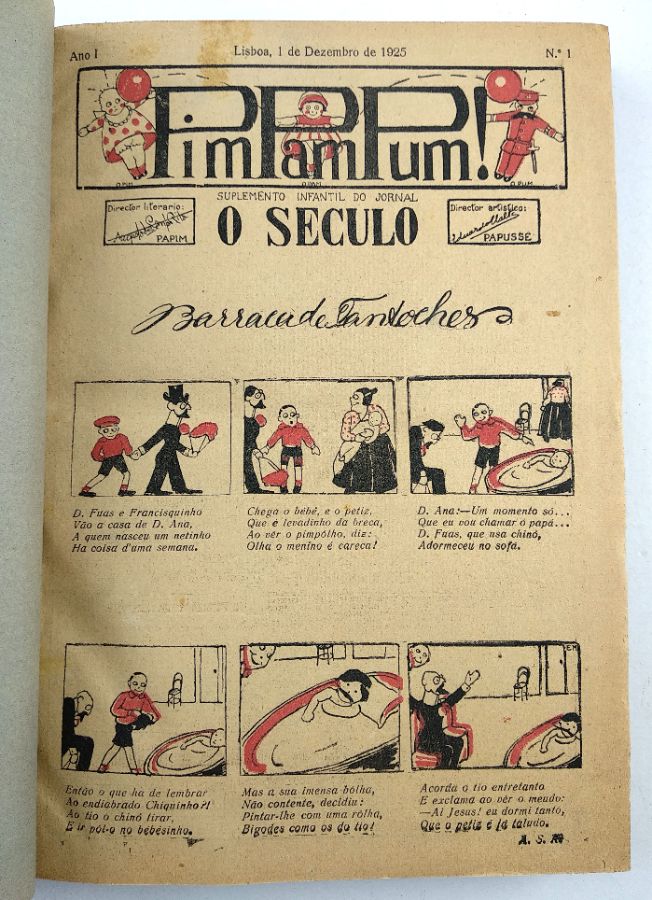 Ano I
Lisboa, 1 de Dezembro de 1925
N.º 1
PimPamPum!
O PIM
O PAM
O PUM
SUPLEMENTO INFANTIL DO JORNAL
O SECULO
Director literario:
PAPIM
Director artistico:
PAPUSSE
Barraca de Fantoches
D. Fuas e Francisquinho
Vão a casa de D. Ana,
A quem nasceu um netinho
Ha coisa d'uma semana.
Chega o bébé, e o petiz,
Que é levadinho da breca,
Ao vêr o pimpôlho, diz:
Olha o menino é careca!
D. Ana:—Um momento só...
Que eu vou chamar o papá...
D. Fuas, que usa chinó,
Adormeceu no sofá.
Então o que ha de lembrar
Ao endiabrado Chiquinho?!
Ao tio o chinó tirar,
E ir pôl-o no bébésinho.
Mas a sua imensa bôlha,
Não contente, decidiu:
Pintar-lhe com uma rôlha,
Bigodes como os do tio!
EM
Acorda o tio entretanto
E exclama ao vêr o meudo:
—Ai Jesus! eu dormi tanto,
Que o petiz é já taludo.
A. S.